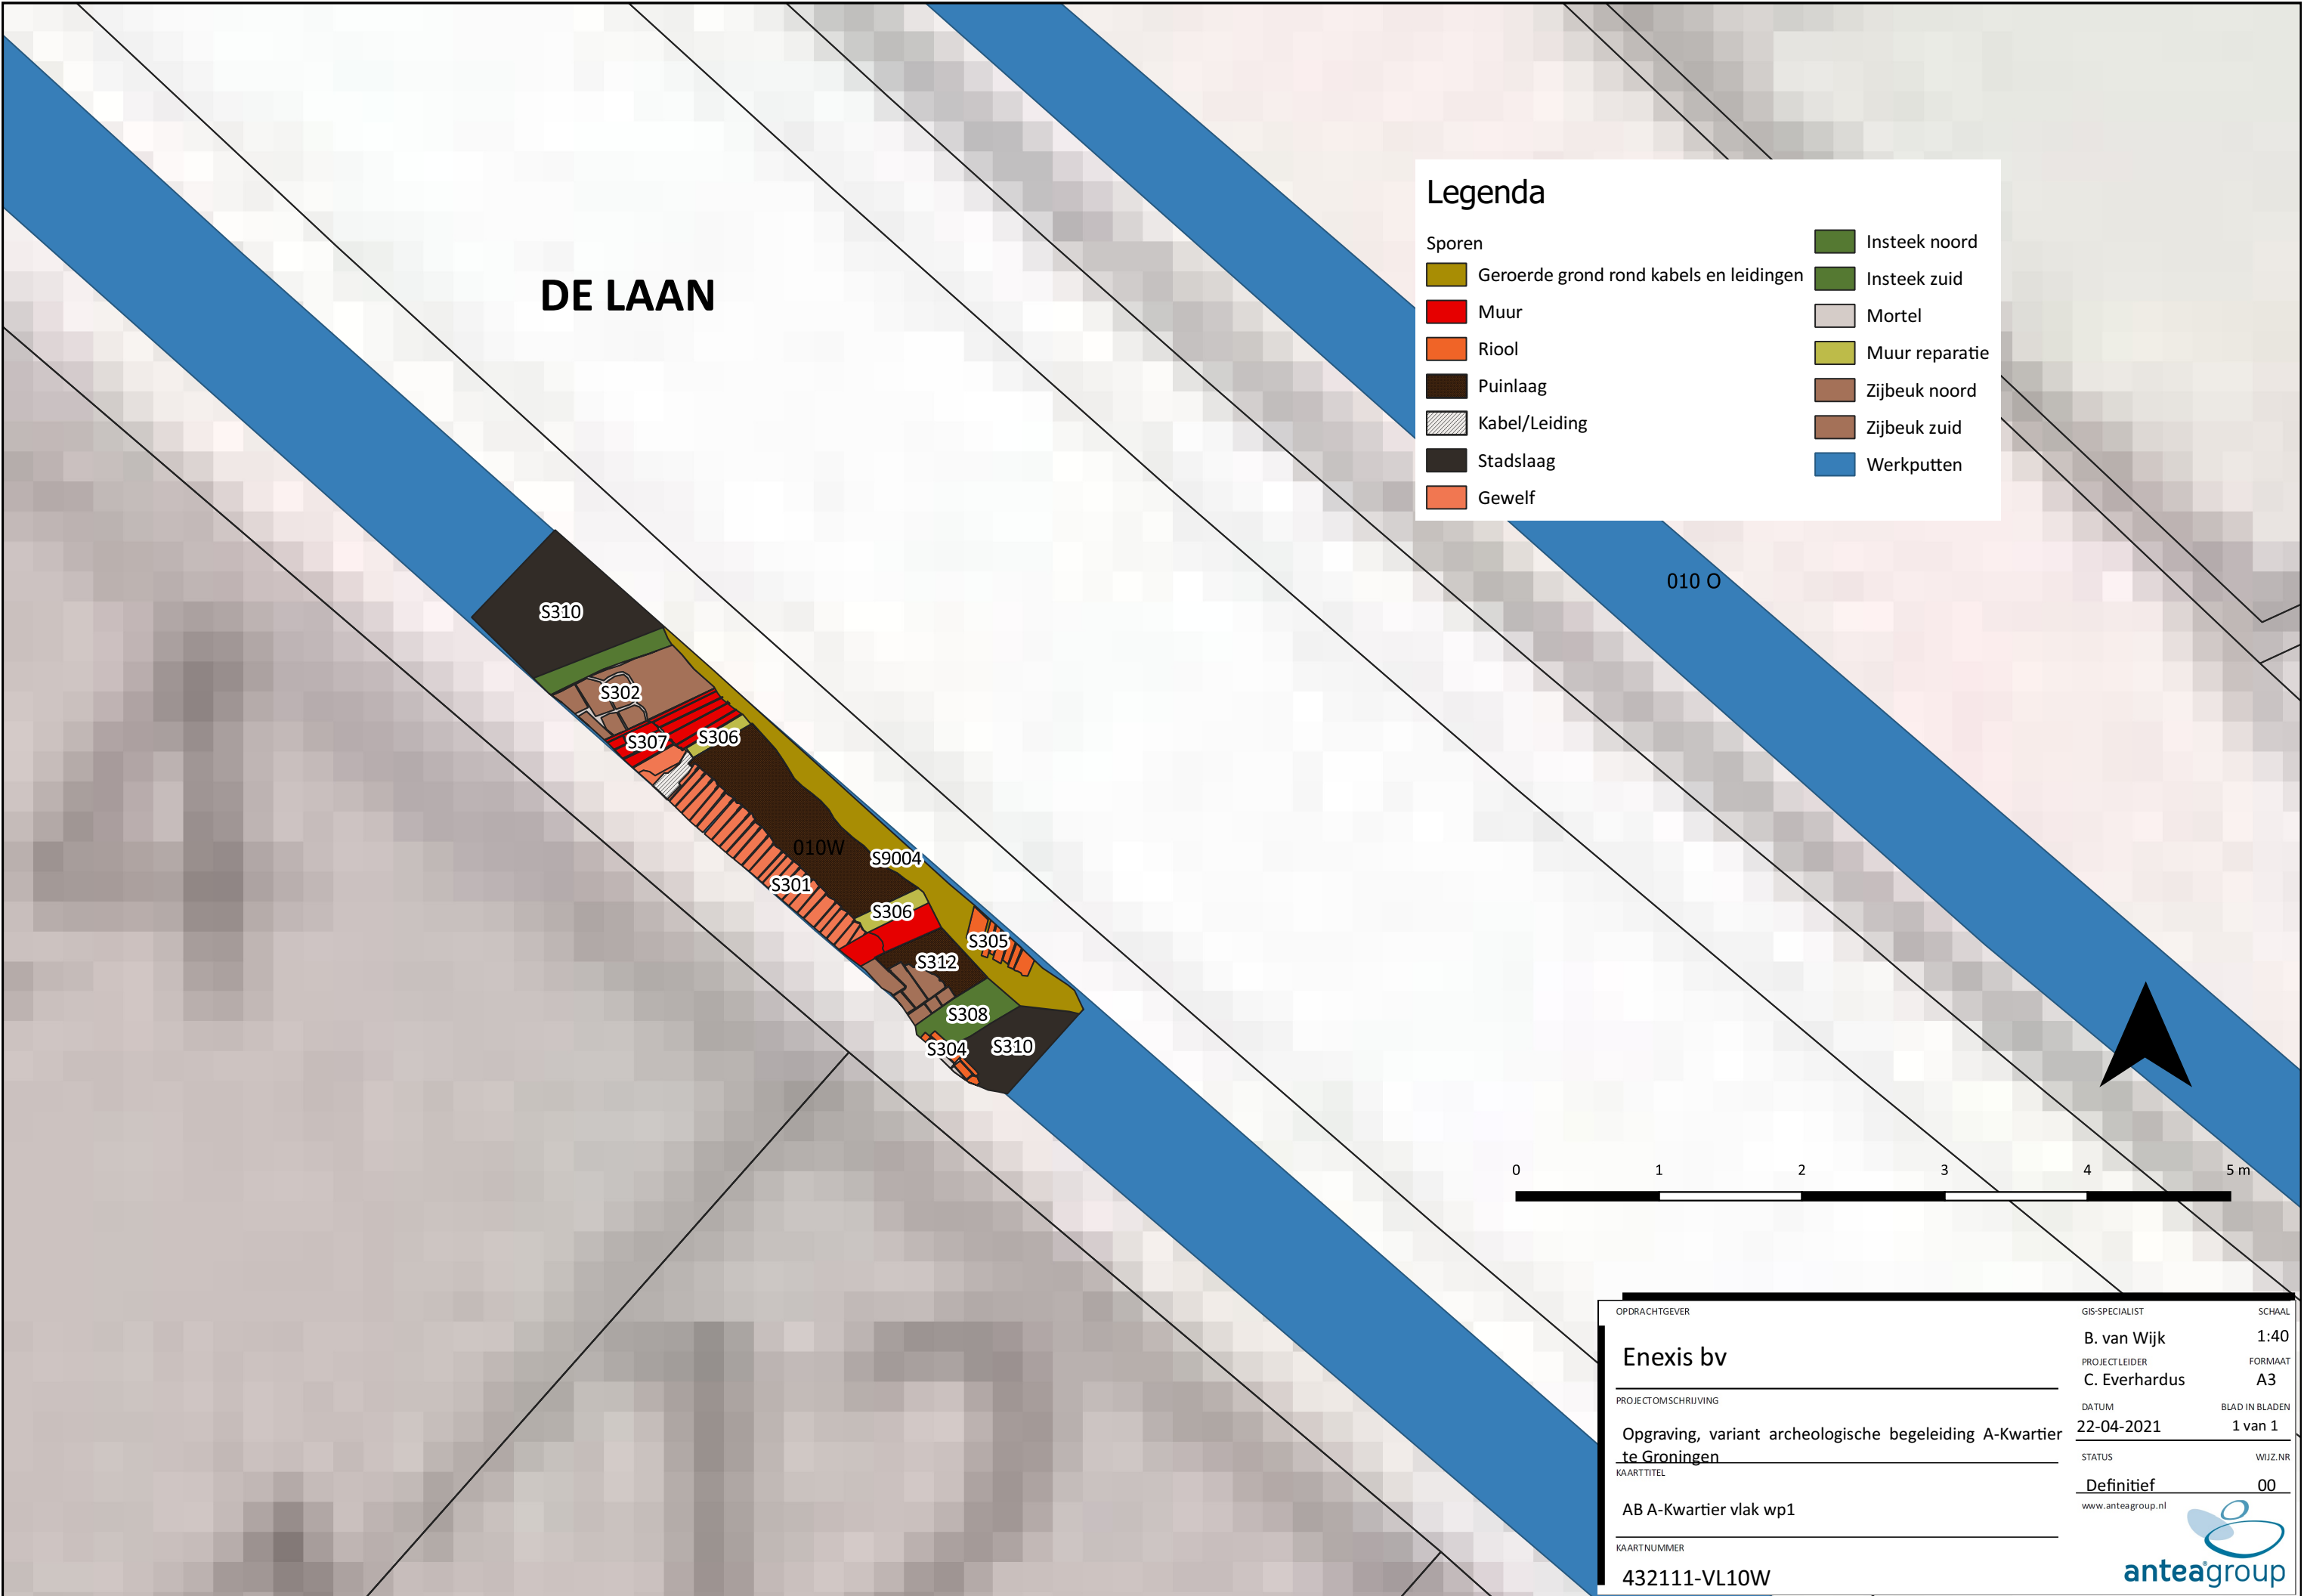 DE LAAN
Legenda
Sporen
Geroerde grond rond kabels en leidingen
Muur
Riool
Puinlaag
Kabel/Leiding
Stadslaag
Gewelf
Insteek noord
Insteek zuid
Mortel
Muur reparatie
Zijbeuk noord
Zijbeuk zuid
Werkputten
010 O
S310
S302
S307
S306
010W
S9004
S301
S306
S305
S312
S308
S304
S310
0 1 2 3 4 5 m
OPDRACHTGEVER
Enexis bv
PROJECTOMSCHRIJVING
Opgraving, variant archeologische begeleiding A-Kwartier
te Groningen
KAARTTITEL
AB A-Kwartier vlak wp1
KAARTNUMMER
432111-VL10W
GIS-SPECIALIST SCHAAL
B. van Wijk 1:40
PROJECTLEIDER FORMAAT
C. Everhardus A3
DATUM BLAD IN BLADEN
22-04-2021 1 van 1
STATUS WIJZ.NR
Definitief 00
www.anteagroup.nl
anteagroup